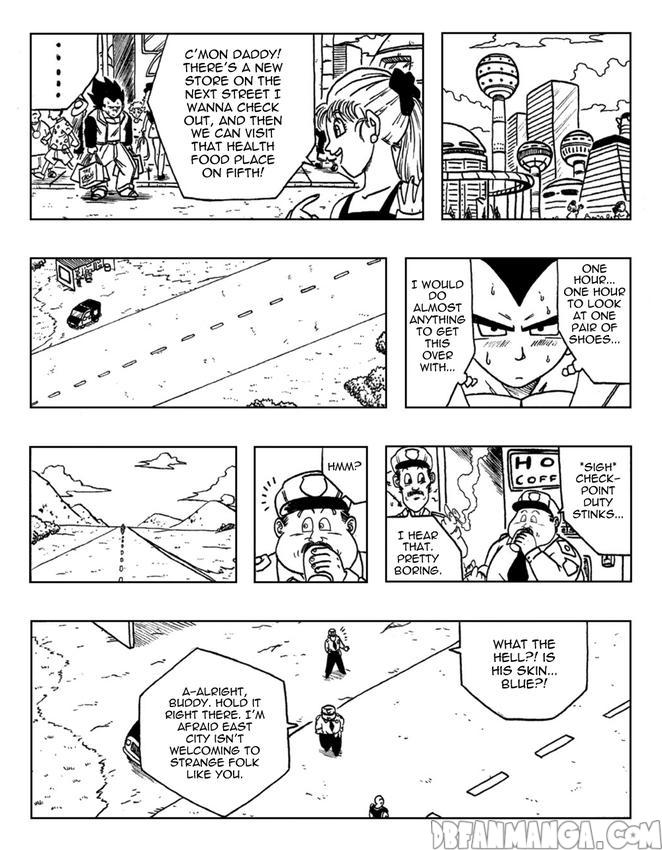 C'MON DADDY!
THERE'S A NEW
STORE ON THE
NEXT STREET I
WANNA CHECK
OUT, AND THEN
WE CAN VISIT
THAT HEALTH
FOOD PLACE
ON FIFTH!
......
ONE
HOUR...
ONE HOUR
TO LOOK
AT ONE
PAIR OF
SHOES...
I WOULD
DO
ALMOST
ANYTHING
TO GET
THIS
OVER
WITH...
*SIGH*
CHECK-
POINT
DUTY
STINKS...
HO
COFF
I HEAR
THAT.
PRETTY
BORING.
HMM?
WHAT THE
HELL?! IS
HIS SKIN...
BLUE?!
A-ALRIGHT,
BUDDY. HOLD IT
RIGHT THERE. I'M
AFRAID EAST
CITY ISN'T
WELCOMING TO
STRANGE FOLK
LIKE YOU.
DBFANMANGA.COM